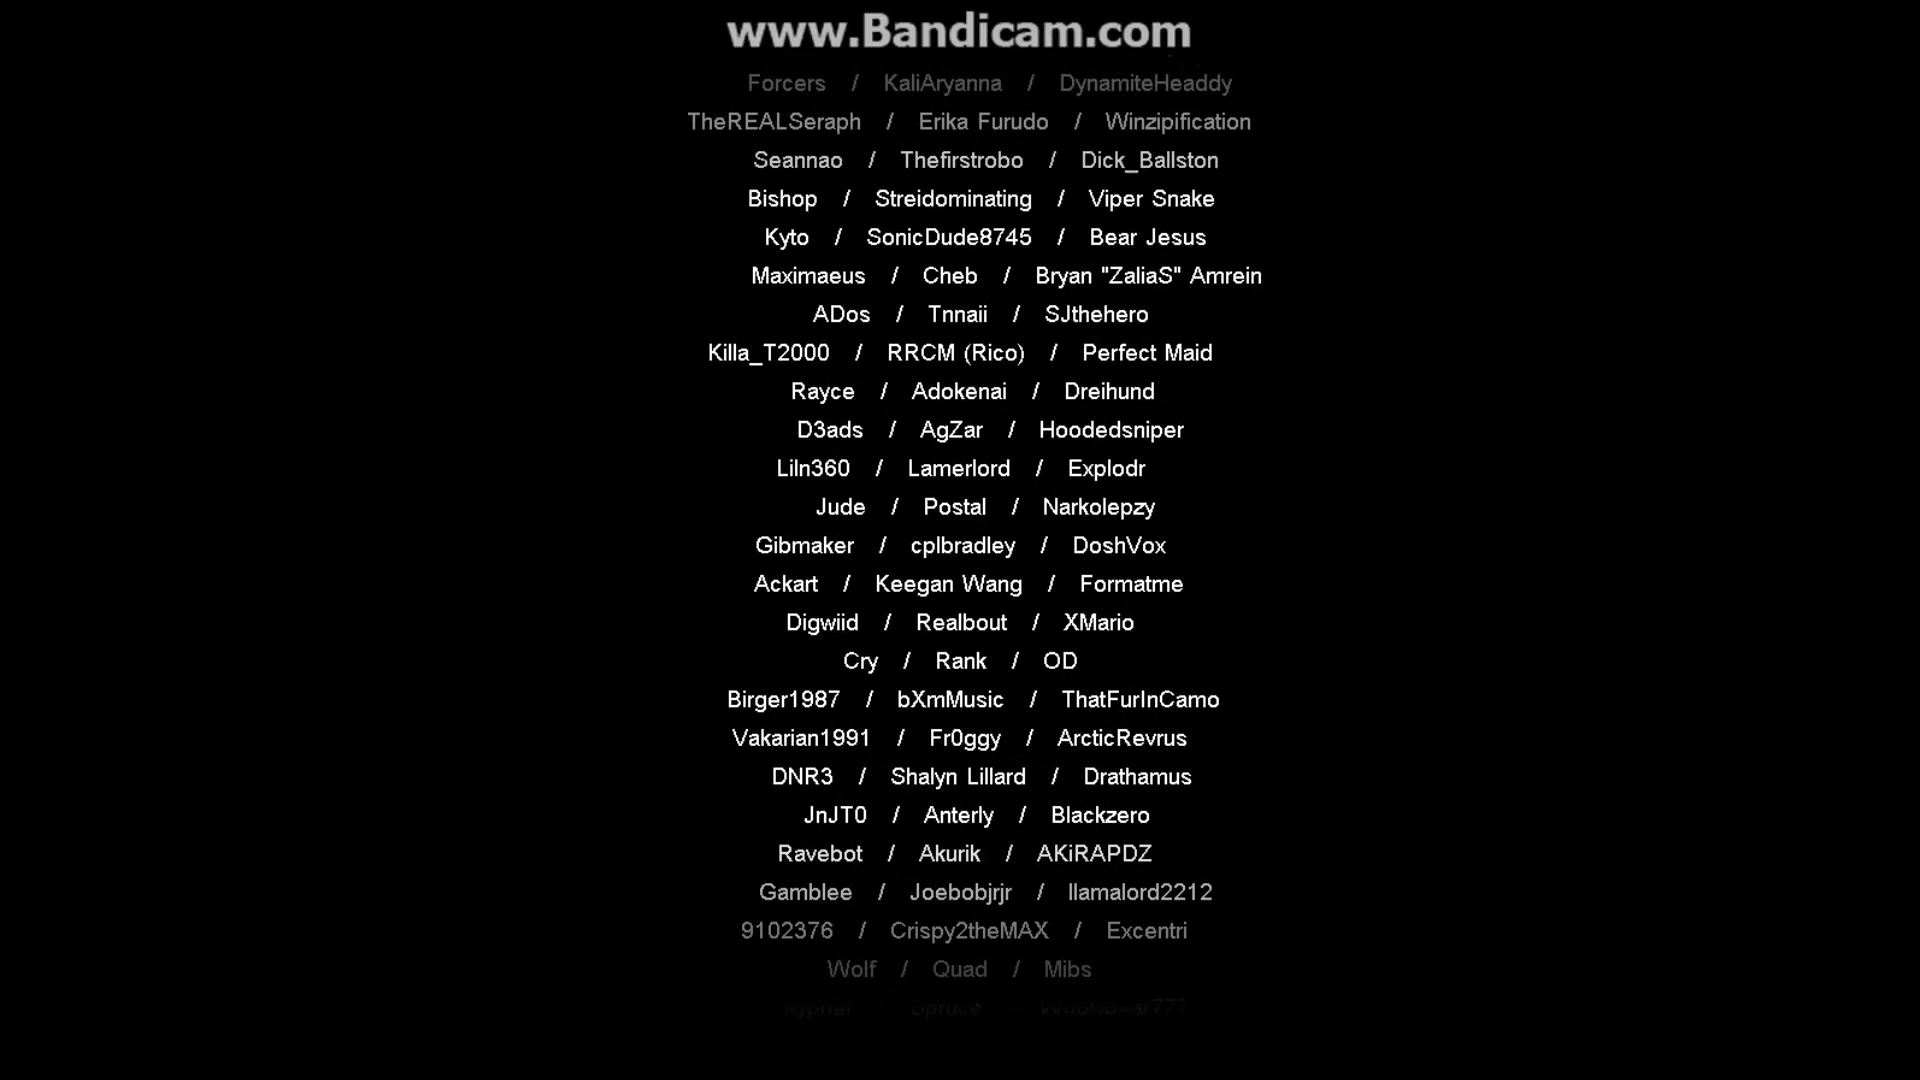 www.Bandicam.com
Forcers / KaliAryanna / DynamiteHeaddy
TheREALSeraph / Erika Furudo / Winzipification
Seannao / Thefirstrobo / Dick_Ballston
Bishop / Streidominating / Viper Snake
Kyto / SonicDude8745 / Bear Jesus
Maximaeus / Cheb / Bryan "ZaliaS" Amrein
ADos / Tnnaii / SJthehero
Killa_T2000 / RRCM (Rico) / Perfect Maid
Rayce / Adokenai / Dreihund
D3ads / AgZar / Hoodedsniper
Liln360 / Lamerlord / Explodr
Jude / Postal / Narkolepzy
Gibmaker / cplbradley / DoshVox
Ackart / Keegan Wang / Formatme
Digwiid / Realbout / XMario
Cry / Rank / OD
Birger1987 / bXmMusic / ThatFurInCamo
Vakarian1991 / Fr0ggy / ArcticRevrus
DNR3 / Shalyn Lillard / Drathamus
JnJT0 / Anterly / Blackzero
Ravebot / Akurik / AKiRAPDZ
Gamblee / Joebobjrjr / llamalord2212
9102376 / Crispy2theMAX / Excentri
Wolf / Quad / Mibs
Kypher Spruce